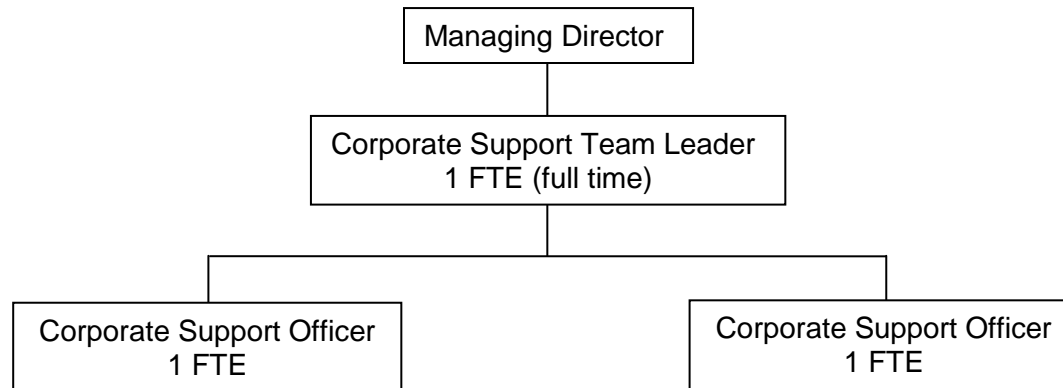 Managing Director
Corporate Support Team Leader
1 FTE (full time)
Corporate Support Officer
1 FTE
Corporate Support Officer
1 FTE